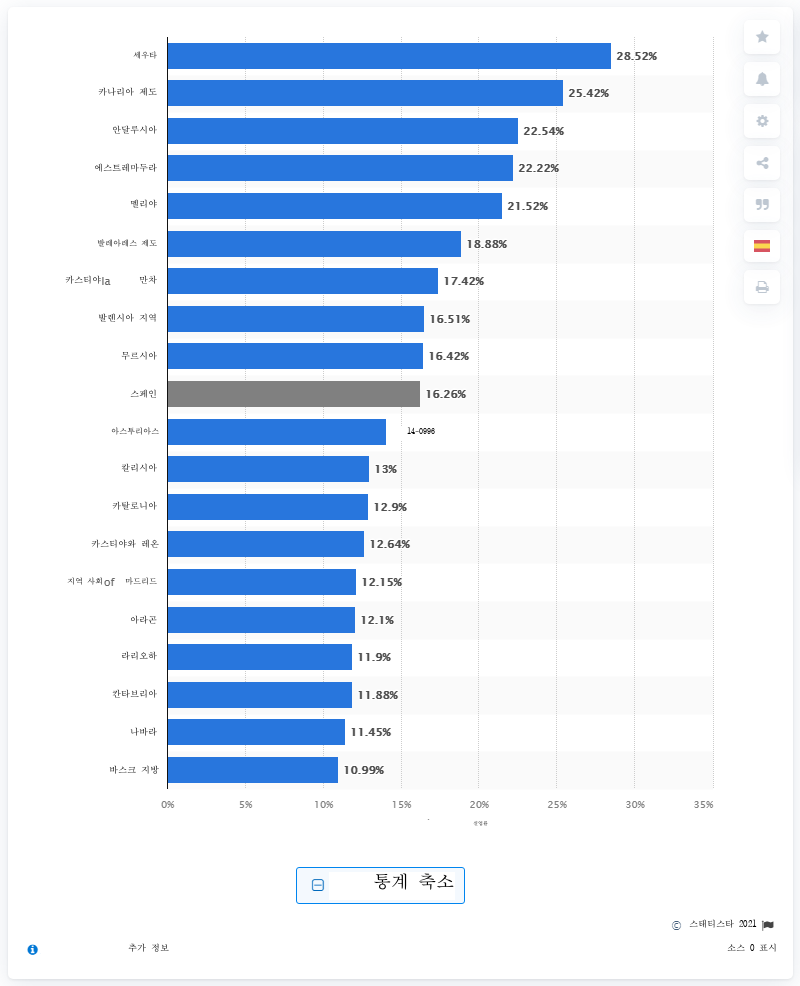 세우타 28.52%
카나리아 제도 25.42%
안달루시아 22.54%
에스트레마두라 22.22%
멜리야 21.52%
발레아레스 제도 18.88%
카스티야la 만차 17.42%
발렌시아 지역 16.51%
무르시아 16.42%
스페인 16.26%
아스투리아스 14-0996
칼리시아 13%
카탈로니아 12.9%
카스티야와 레온 12.64%
지역 사회of 마드리드 12.15%
아라곤 12.1%
라리오하 11.9%
칸타브리아 11.88%
나바라 11.45%
바스크 지방 10.99%
0% 5% 10% 15% 20% 25% 30% 35%
통계 축소
© 스태티스타 2021
추가 정보 소스 0 표시